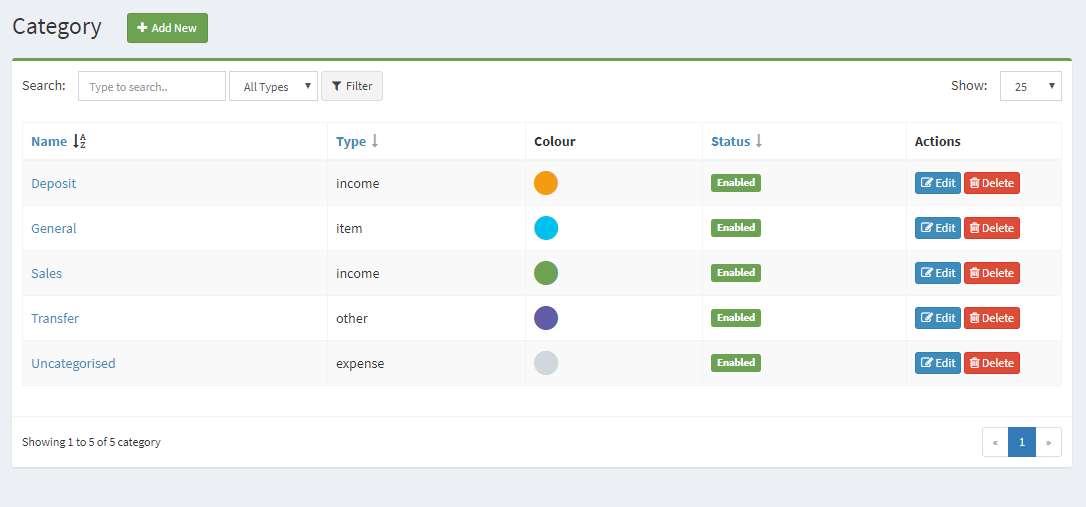 Category
Add New
Search: Type to search.. All Types Filter Show: 25
Name Type Colour Status Actions
Deposit income Enabled Edit Delete
General item Enabled Edit Delete
Sales income Enabled Edit Delete
Transfer other Enabled Edit Delete
Uncategorised expense Enabled Edit Delete
Showing 1 to 5 of 5 category « 1 »